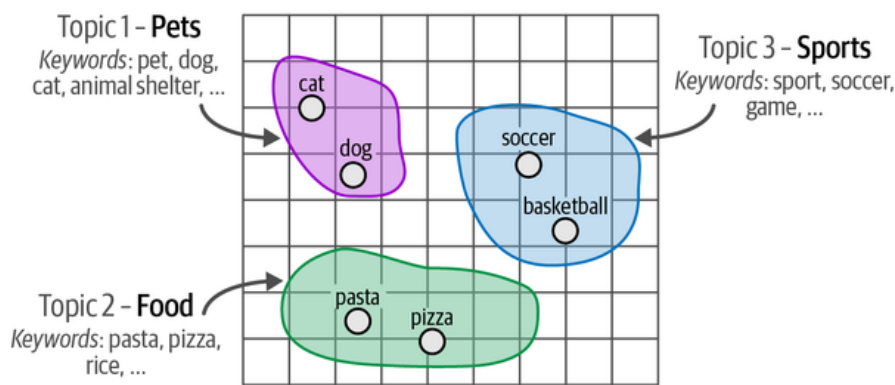 Topic 1 – Pets
Keywords: pet, dog,
cat, animal shelter, ...
cat
dog
Topic 3 – Sports
Keywords: sport, soccer,
game, ...
soccer
basketball
Topic 2 – Food
Keywords: pasta, pizza,
rice, ...
pasta
pizza